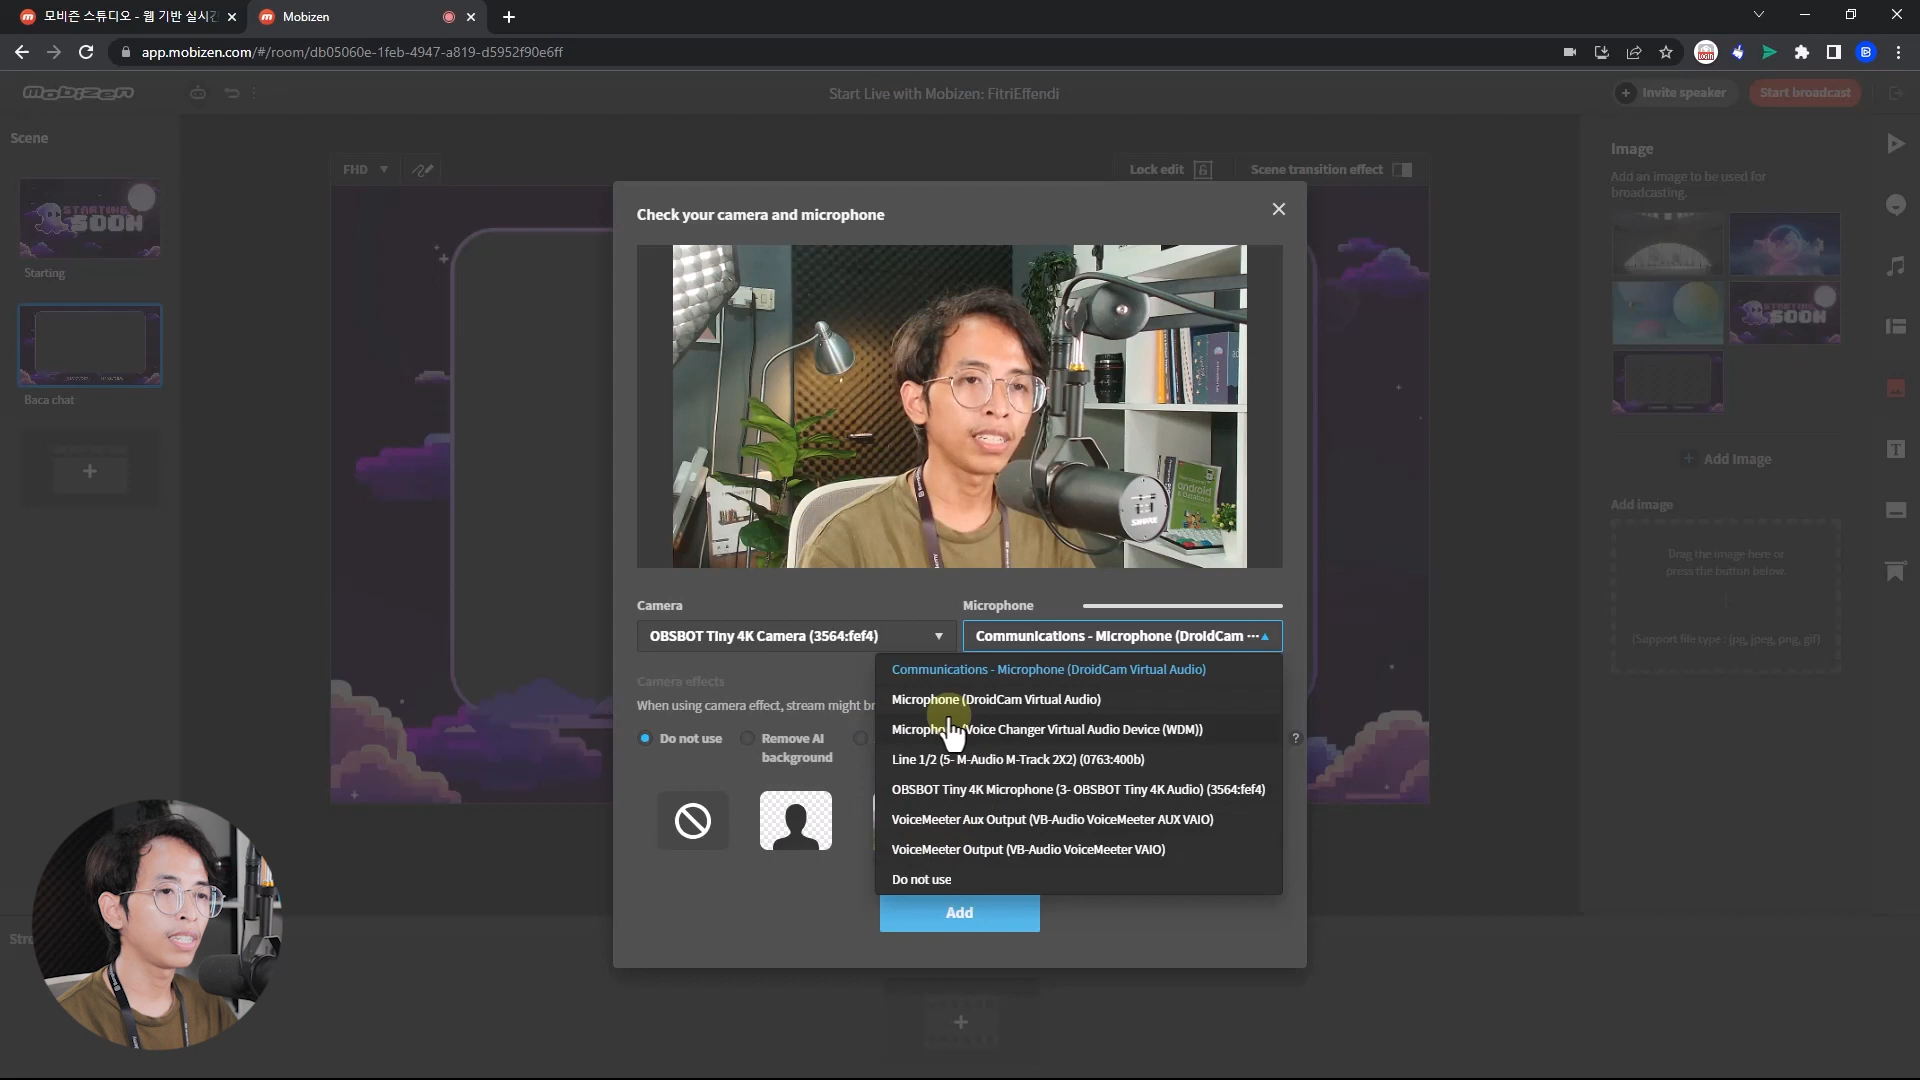 모비즌 스튜디오 - 웹 기반 실시간
Mobizen
app.mobizen.com/#/room/db05060e-1feb-4947-a819-d5952f90e6ff
mobizen
Start Live with Mobizen: FitriEffendi
Invite speaker
Start broadcast
Scene
FHD
Lock edit
Scene transition effect
Image
Add an image to be used for
broadcasting.
STARTING
SOON
Starting
Baca chat
Check your camera and microphone
android
SHURE
STARTING
SOON
Add Image
Add image
Drag the image here or
press the button below.
(Support file type : jpg, jpeg, png, gif)
Camera
Microphone
OBSBOT Tiny 4K Camera (3564:fef4)
Communications - Microphone (DroidCam ···
Communications - Microphone (DroidCam Virtual Audio)
Microphone (DroidCam Virtual Audio)
Line 1/2 (5- M-Audio M-Track 2X2) (0763:400b)
OBSBOT Tiny 4K Microphone (3- OBSBOT Tiny 4K Audio) (3564:fef4)
VoiceMeeter Aux Output (VB-Audio VoiceMeeter AUX VAIO)
VoiceMeeter Output (VB-Audio VoiceMeeter VAIO)
Do not use
Camera effects
When using camera effect, stream might
Do not use
Remove AI
background
Voice Changer Virtual Audio Device (WDM))
?
Add